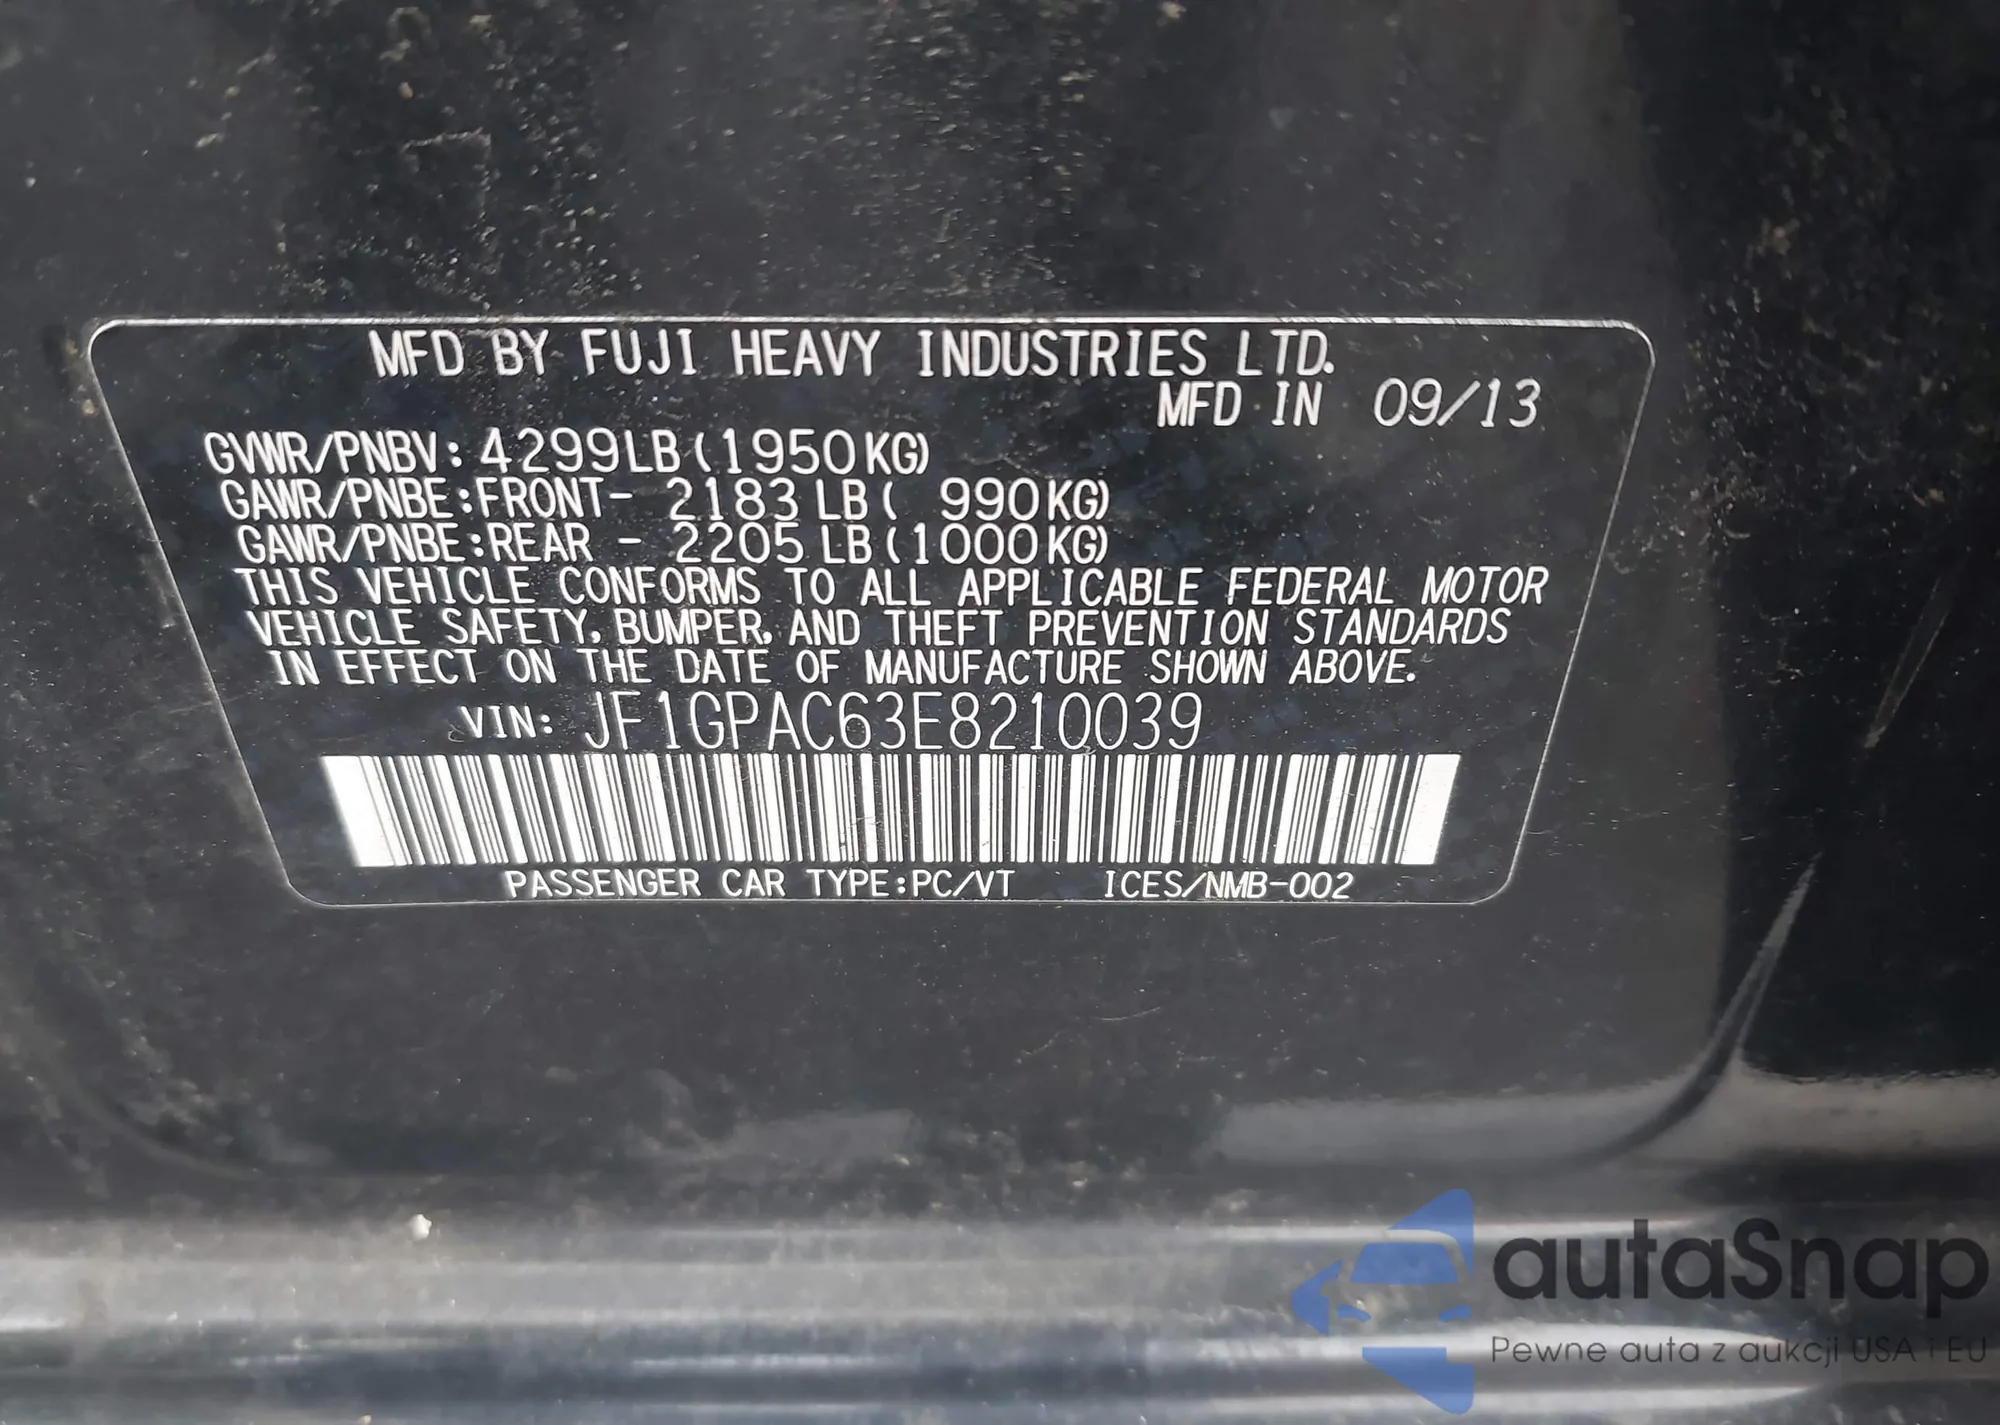 MFD BY FUJI HEAVY INDUSTRIES LTD.
MFD IN 09/13
GVWR/PNBV: 4299LB (1950KG)
GAWR/PNBE:FRONT- 2183 LB ( 990KG)
GAWR/PNBE:REAR - 2205 LB (1000KG)
THIS VEHICLE CONFORMS TO ALL APPLICABLE FEDERAL MOTOR
VEHICLE SAFETY, BUMPER, AND THEFT PREVENTION STANDARDS
IN EFFECT ON THE DATE OF MANUFACTURE SHOWN ABOVE.
VIN: JF1GPAC63E8210039
PASSENGER CAR TYPE:PC/VT ICES/NMB-002
autaSnap
Pewne auta z aukcji USA i EU